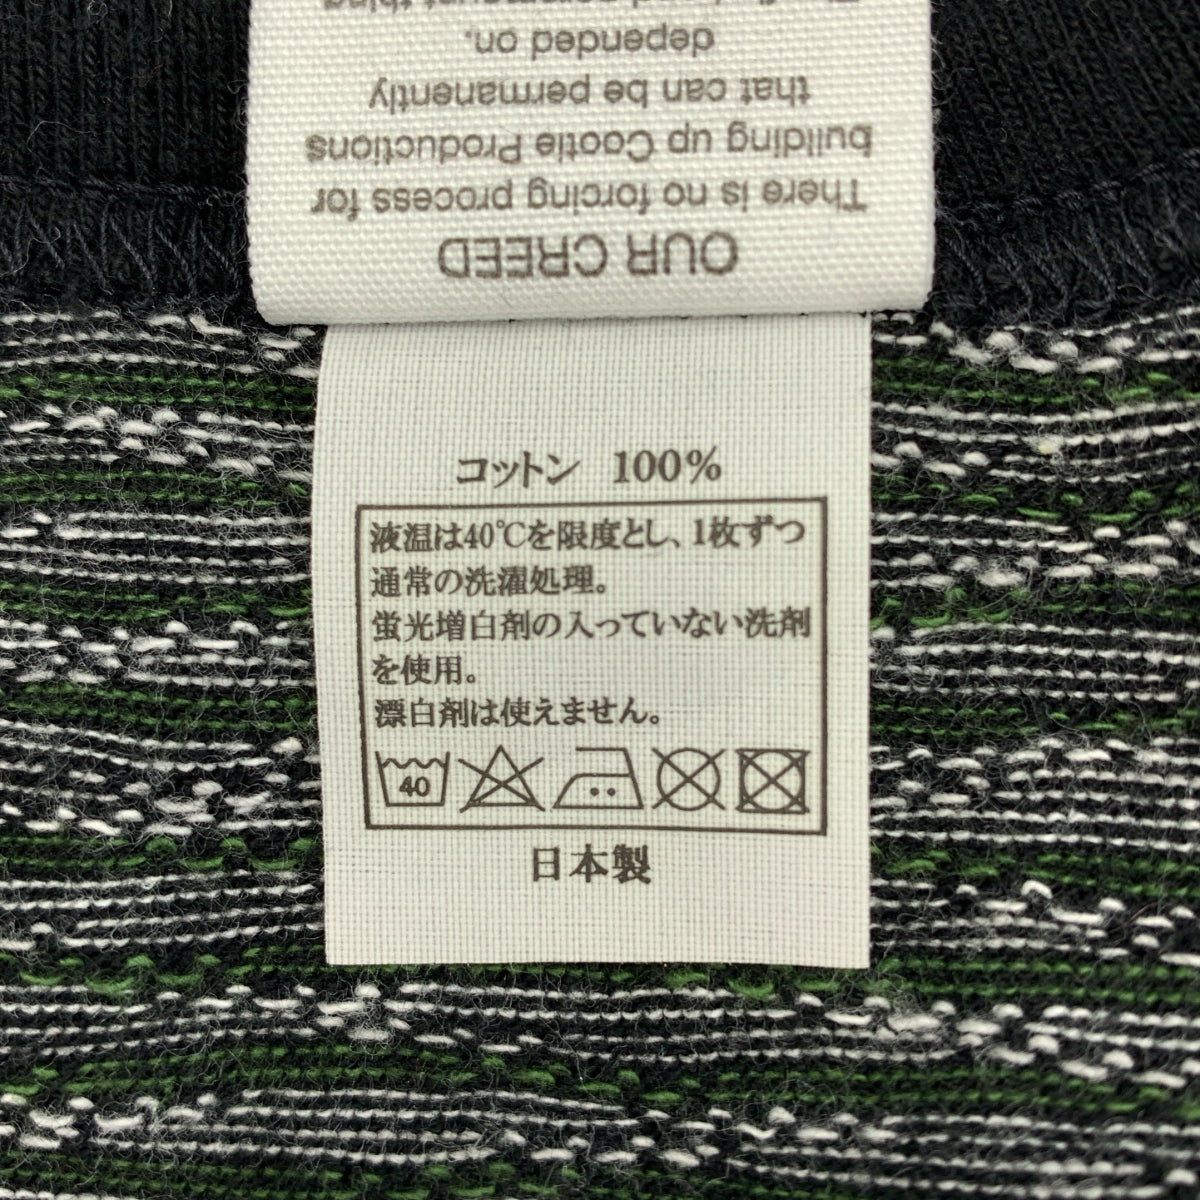 OUR CREED
There is no forcing process for
building up Cootie Productions
that can be permanently
depended on.
コットン 100%
液温は40℃を限度とし、1枚ずつ
通常の洗濯処理。
蛍光増白剤の入っていない洗剤
を使用。
漂白剤は使えません。
40
日本製